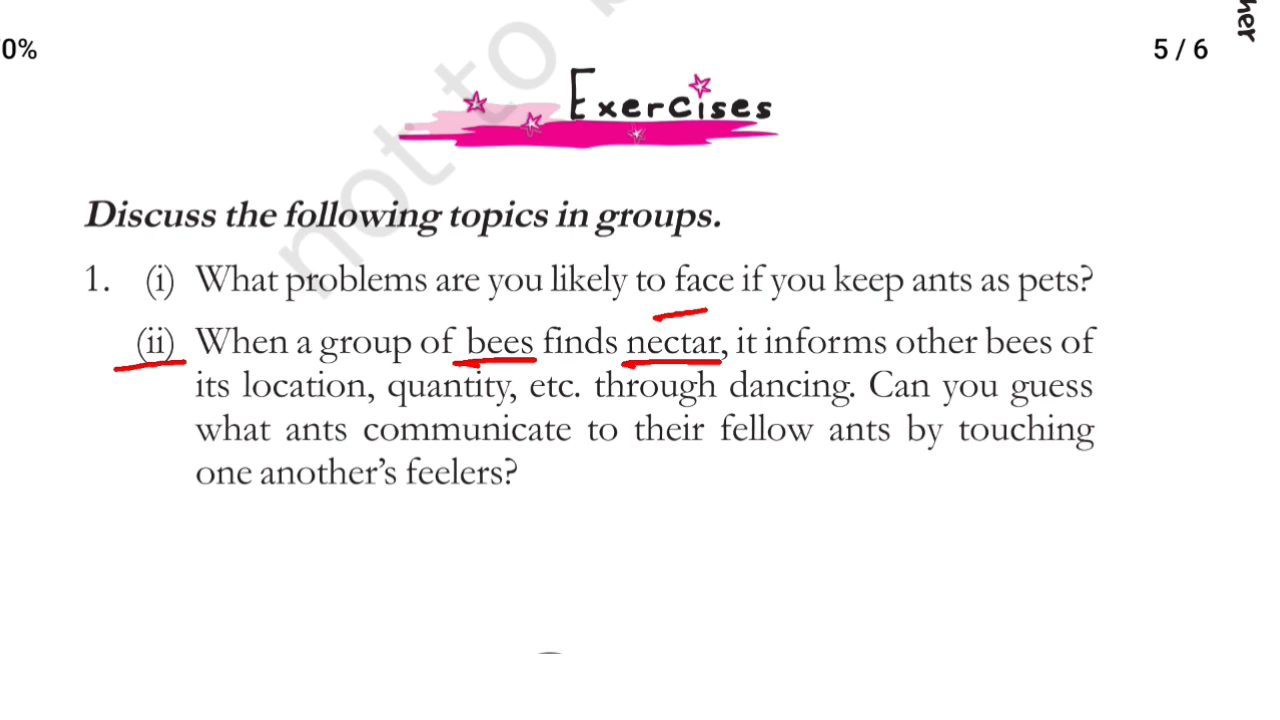 0%
5 / 6
her
not to b
Exercises
Discuss the following topics in groups.
1. (i) What problems are you likely to face if you keep ants as pets?
(ii) When a group of bees finds nectar, it informs other bees of
its location, quantity, etc. through dancing. Can you guess
what ants communicate to their fellow ants by touching
one another’s feelers?